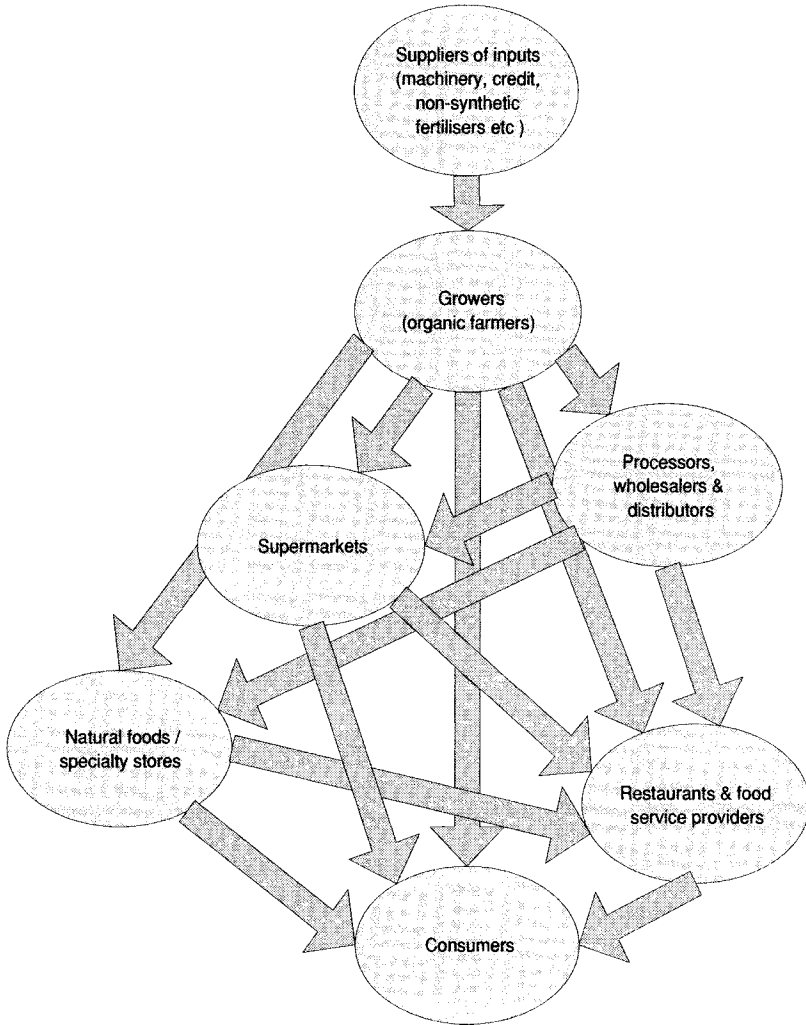 Suppliers of inputs
(machinery, credit,
non-synthetic
fertilisers etc )
Growers
(organic farmers)
Processors,
wholesalers &
distributors
Supermarkets
Natural foods /
specialty stores
Restaurants & food
service providers
Consumers